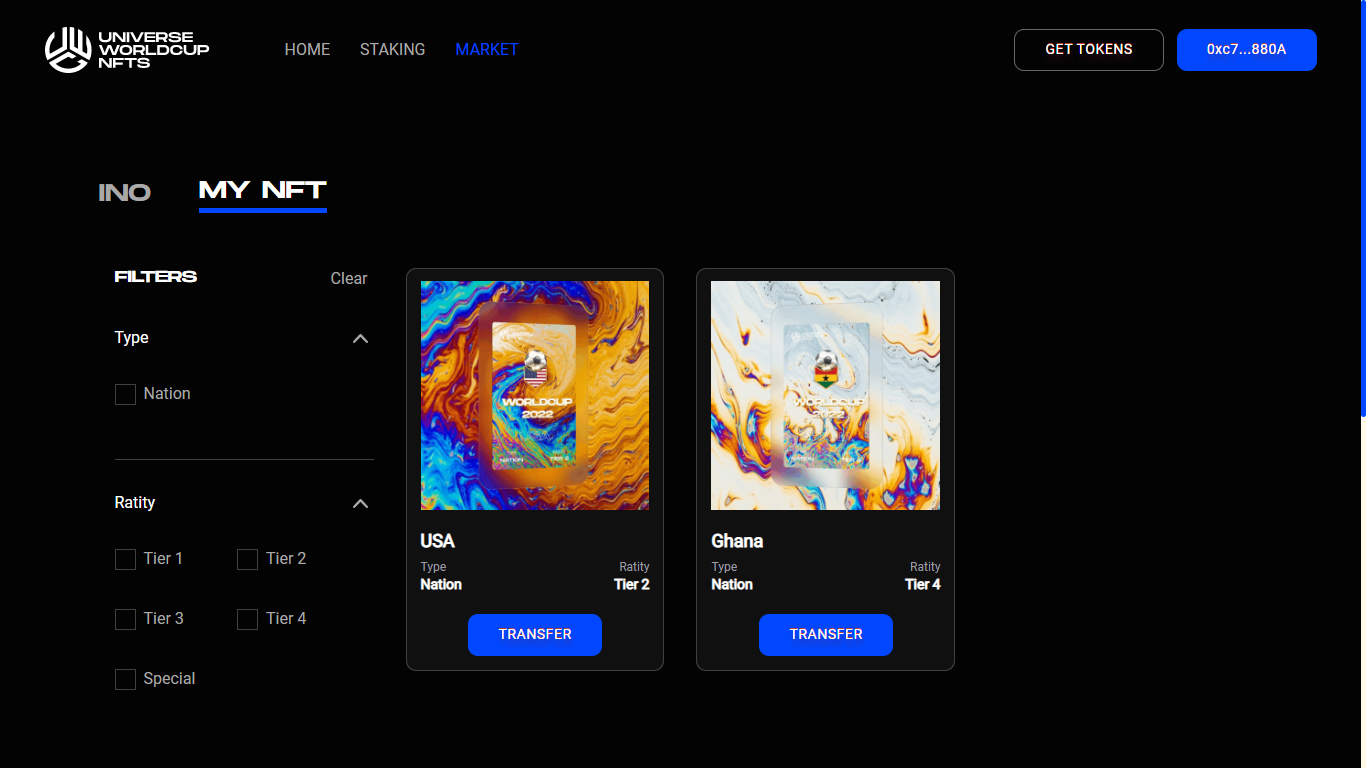 UNIVERSE
WORLDCUP
NFTS
HOME STAKING MARKET
GET TOKENS
0xc7...880A
INO MY NFT
FILTERS Clear
Type
Nation
Ratity
Tier 1 Tier 2
Tier 3 Tier 4
Special
WORLDCUP
2022
NATION
TIER 2
USA
Type Ratity
Nation Tier 2
TRANSFER
WORLDCUP
2022
NATION
Ghana
Type Ratity
Nation Tier 4
TRANSFER